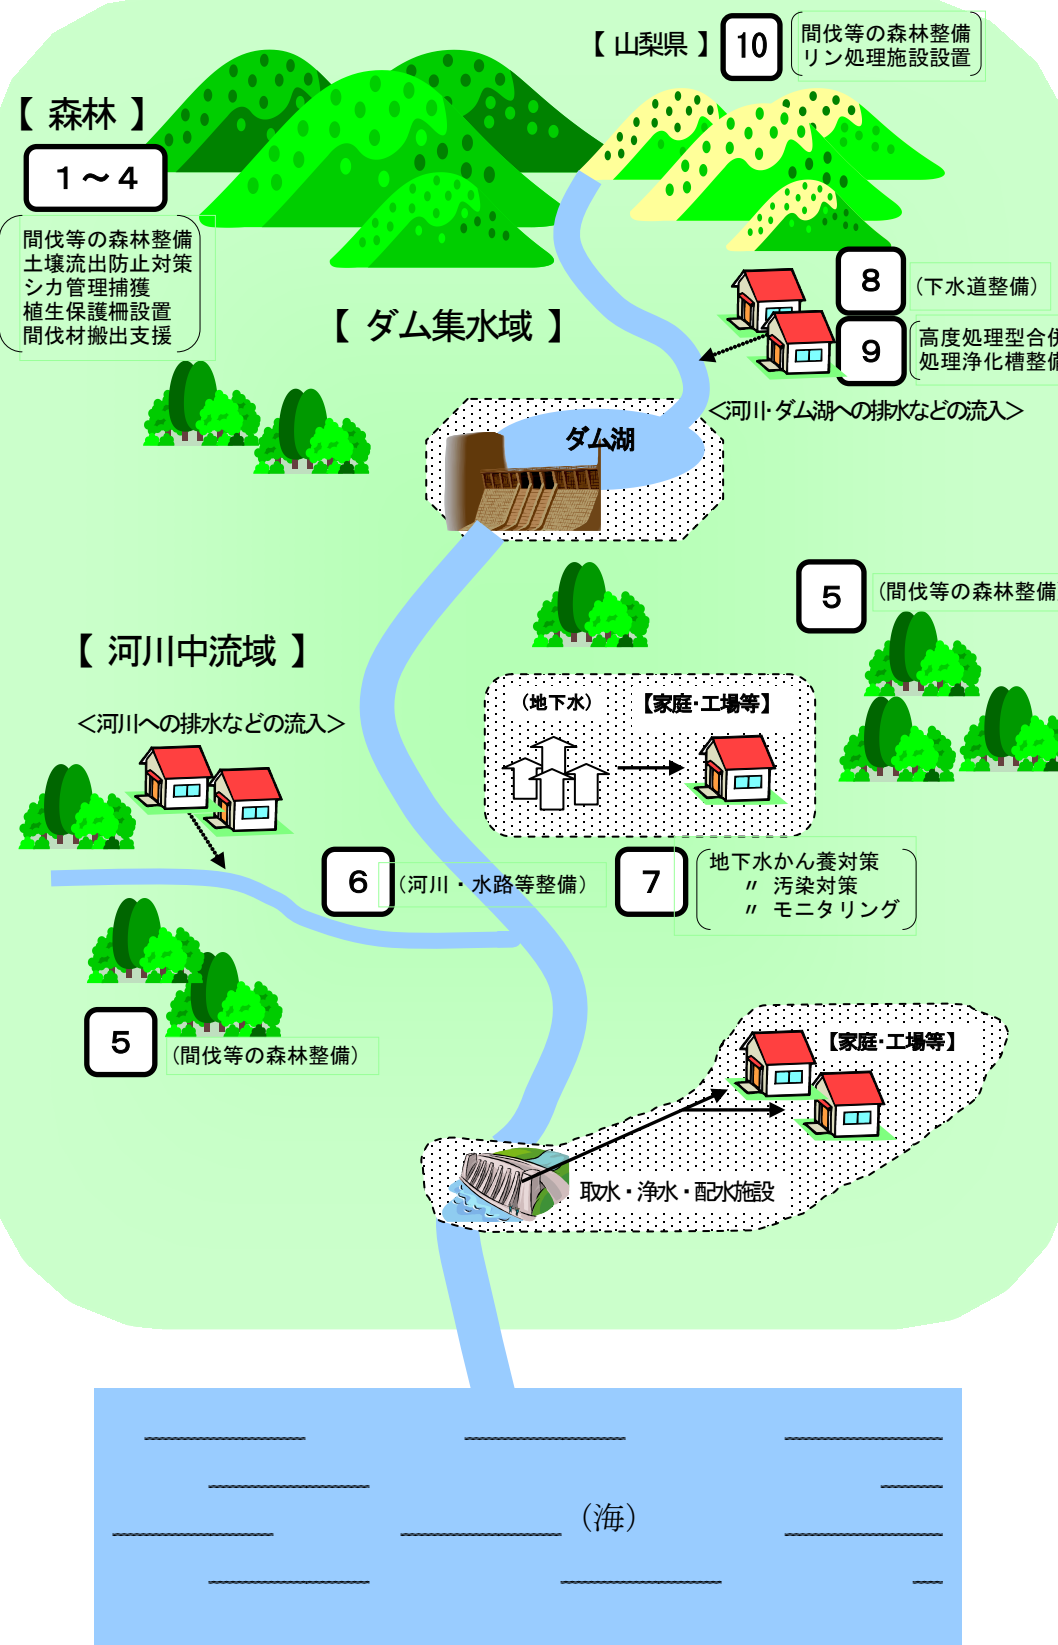 【 山梨県 】
10
間伐等の森林整備
リン処理施設設置
【 森林 】
1～4
間伐等の森林整備
土壌流出防止対策
シカ管理捕獲
植生保護柵設置
間伐材搬出支援
【 ダム集水域 】
8
（下水道整備）
9
高度処理型合併
処理浄化槽整備
＜河川・ダム湖への排水などの流入＞
ダム湖
5
（間伐等の森林整備
【 河川中流域 】
＜河川への排水などの流入＞
（地下水）
【家庭・工場等】
6
（河川・水路等整備）
7
地下水かん養対策
〃 汚染対策
〃 モニタリング
5
（間伐等の森林整備）
【家庭・工場等】
取水・浄水・配水施設
（海）